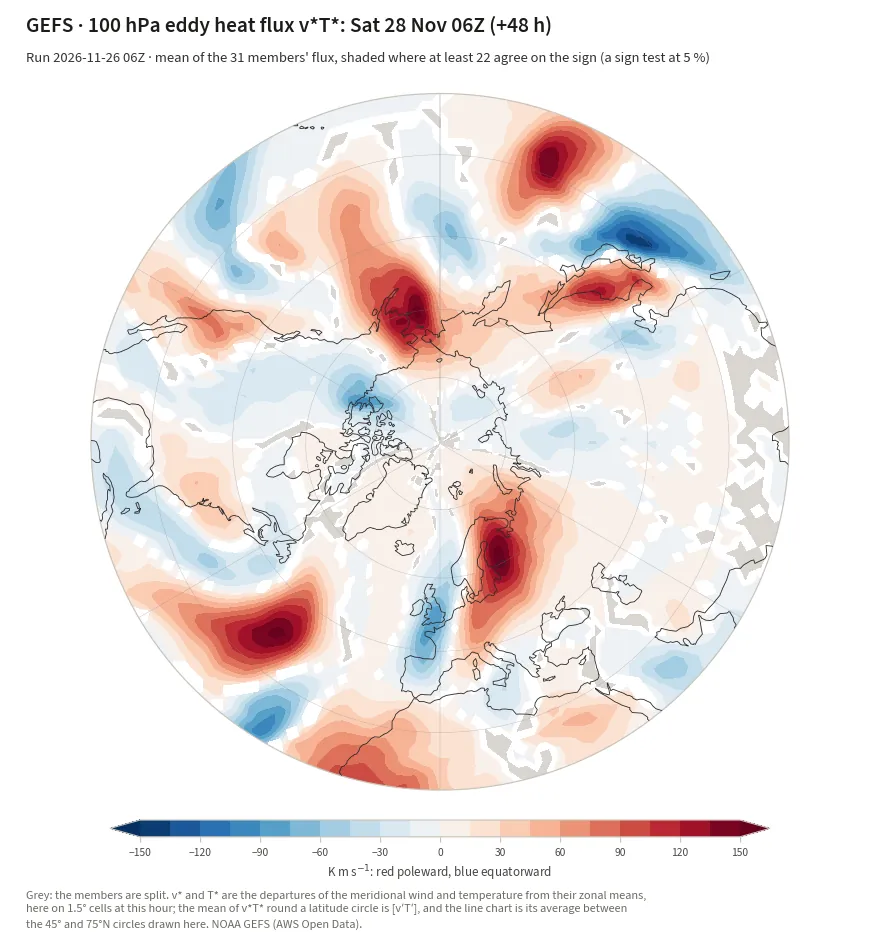 GEFS · 100 hPa eddy heat flux v*T*: Sat 28 Nov 06Z (+48 h)
Run 2026-11-26 06Z · mean of the 31 members' flux, shaded where at least 22 agree on the sign (a sign test at 5 %)
−150 −120 −90 −60 −30 0 30 60 90 120 150
K m s⁻¹: red poleward, blue equatorward
Grey: the members are split. v* and T* are the departures of the meridional wind and temperature from their zonal means,
here on 1.5° cells at this hour; the mean of v*T* round a latitude circle is [v'T'], and the line chart is its average between
the 45° and 75°N circles drawn here. NOAA GEFS (AWS Open Data).